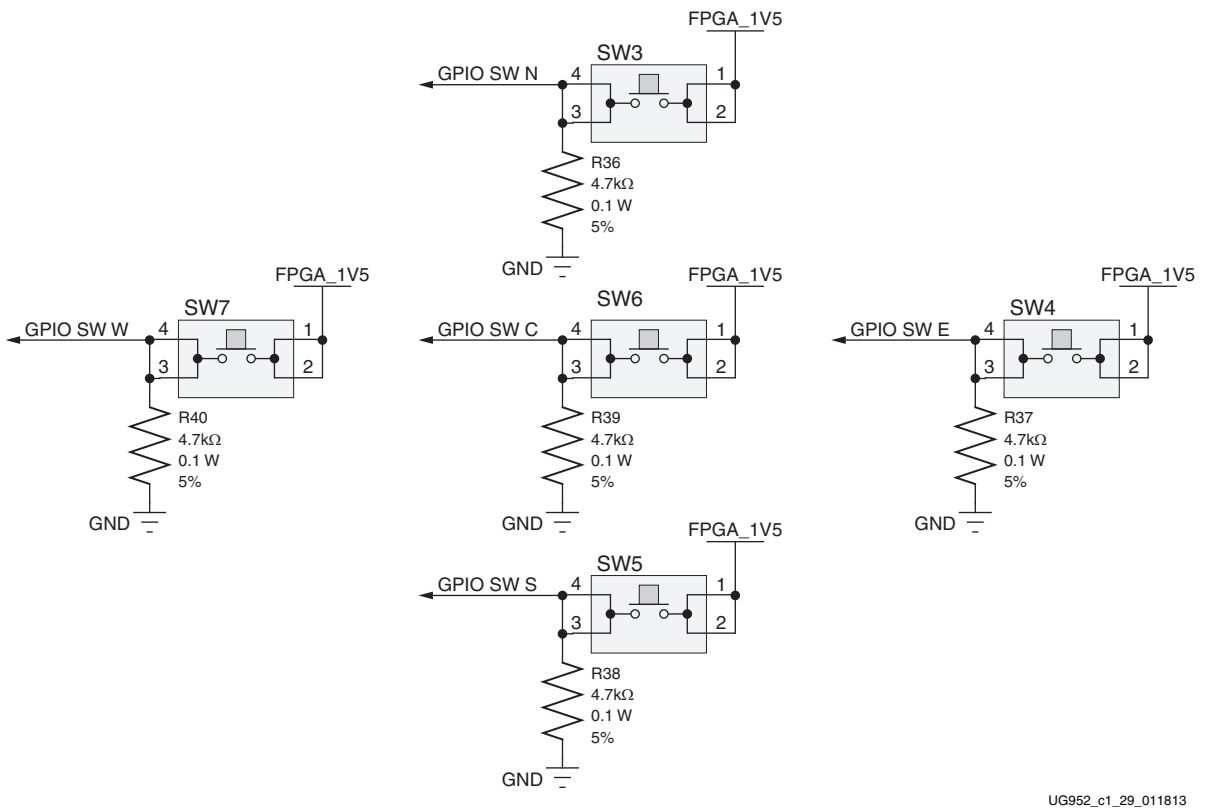 FPGA_1V5
SW3
GPIO SW N
4
1
3
2
R36
4.7kΩ
0.1 W
5%
GND
FPGA_1V5
SW7
GPIO SW W
4
1
3
2
R40
4.7kΩ
0.1 W
5%
GND
FPGA_1V5
SW6
GPIO SW C
4
1
3
2
R39
4.7kΩ
0.1 W
5%
GND
FPGA_1V5
SW4
GPIO SW E
4
1
3
2
R37
4.7kΩ
0.1 W
5%
GND
FPGA_1V5
SW5
GPIO SW S
4
1
3
2
R38
4.7kΩ
0.1 W
5%
GND
UG952_c1_29_011813